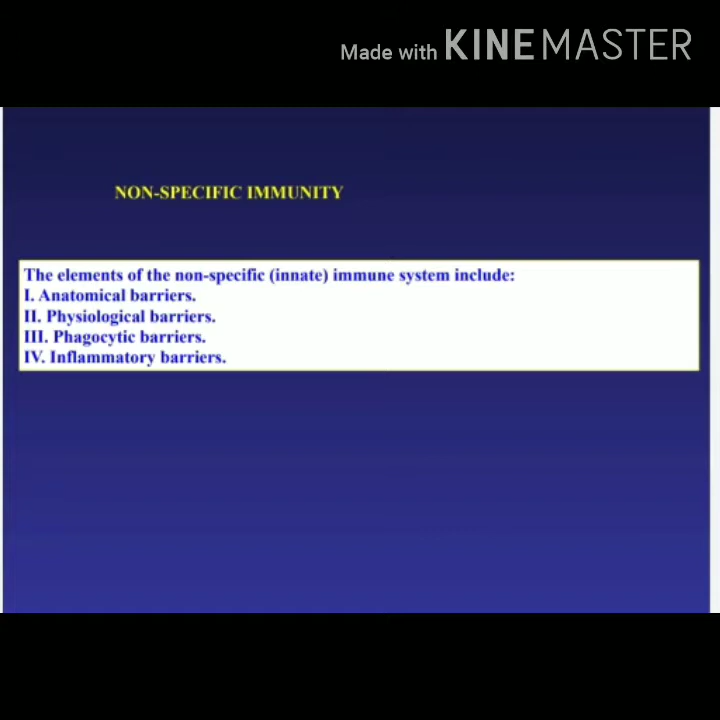 Made with KINEMASTER
NON-SPECIFIC IMMUNITY
The elements of the non-specific (innate) immune system include:
I. Anatomical barriers.
II. Physiological barriers.
III. Phagocytic barriers.
IV. Inflammatory barriers.